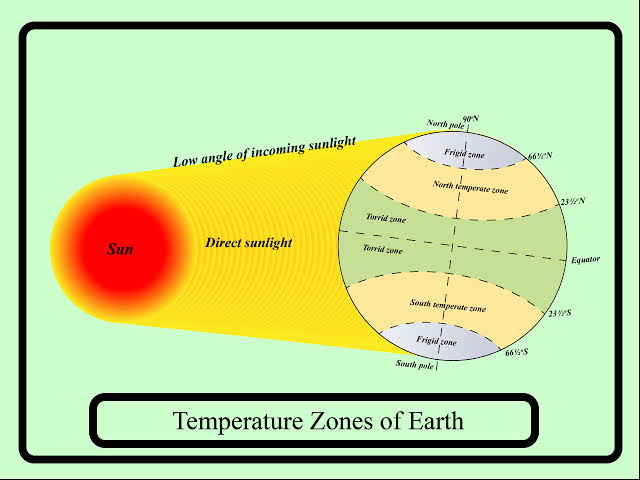 90°N
North pole
Low angle of incoming sunlight
Frigid zone
66½°N
North temperate zone
23½°N
Torrid zone
Sun
Direct sunlight
Torrid zone
Equator
South temperate zone
23½°S
Frigid zone
66½°S
South pole
Temperature Zones of Earth